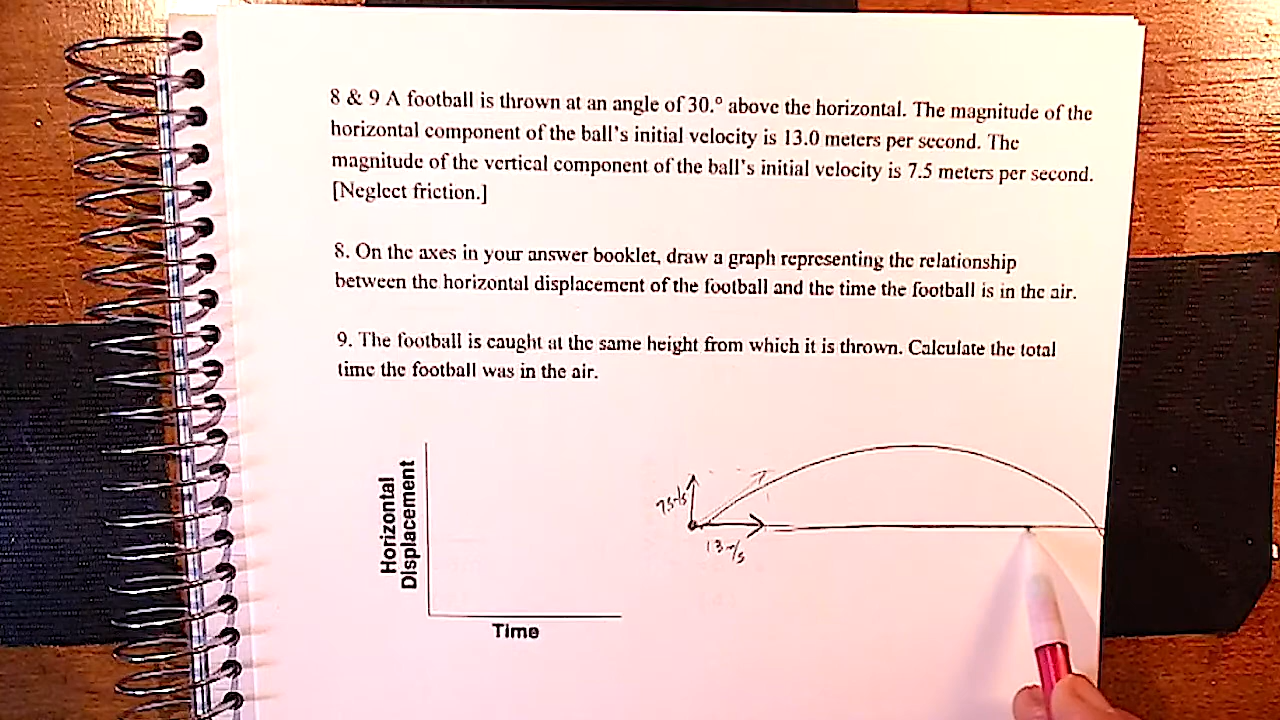 8 & 9 A football is thrown at an angle of 30.º above the horizontal. The magnitude of the
horizontal component of the ball's initial velocity is 13.0 meters per second. The
magnitude of the vertical component of the ball's initial velocity is 7.5 meters per second.
[Neglect friction.]
8. On the axes in your answer booklet, draw a graph representing the relationship
between the horizontal displacement of the football and the time the football is in the air.
9. The football is caught at the same height from which it is thrown. Calculate the total
time the football was in the air.
Horizontal
Displacement
Time
7.5 m/s
13 m/s